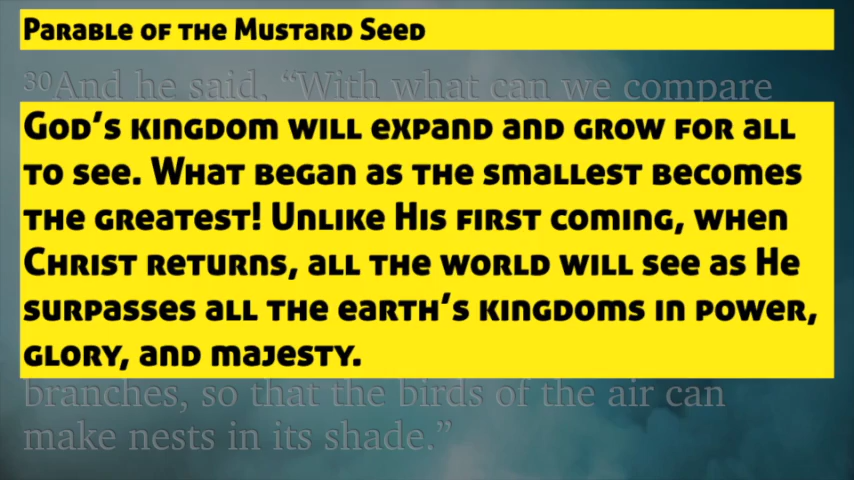 Parable of the Mustard Seed
30And he said, “With what can we compare
God's kingdom will expand and grow for all
to see. What began as the smallest becomes
the greatest! Unlike His first coming, when
Christ returns, all the world will see as He
surpasses all the earth's kingdoms in power,
glory, and majesty.
branches, so that the birds of the air can
make nests in its shade.”